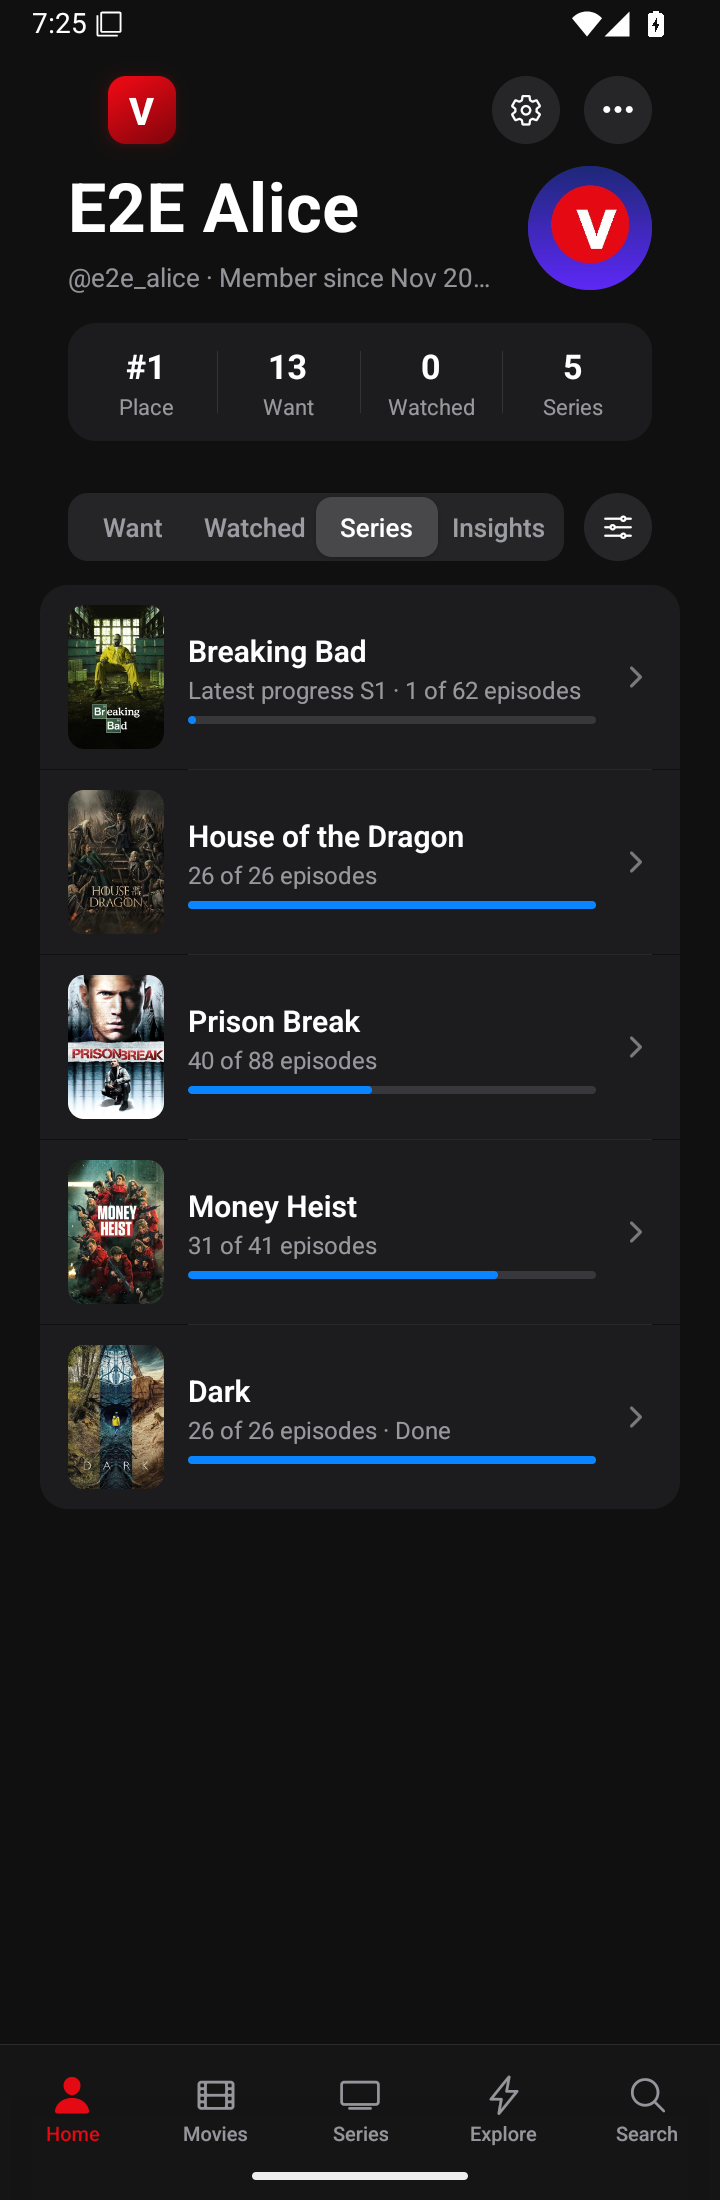 7:25
V
E2E Alice
V
@e2e_alice · Member since Nov 20…
#1
Place
13
Want
0
Watched
5
Series
Want
Watched
Series
Insights
Breaking Bad
Latest progress S1 · 1 of 62 episodes
Breaking
Bad
House of the Dragon
26 of 26 episodes
HOUSE OF THE
DRAGON
Prison Break
40 of 88 episodes
PRISON BREAK
Money Heist
31 of 41 episodes
MONEY
HEIST
Dark
26 of 26 episodes · Done
DARK
Home
Movies
Series
Explore
Search